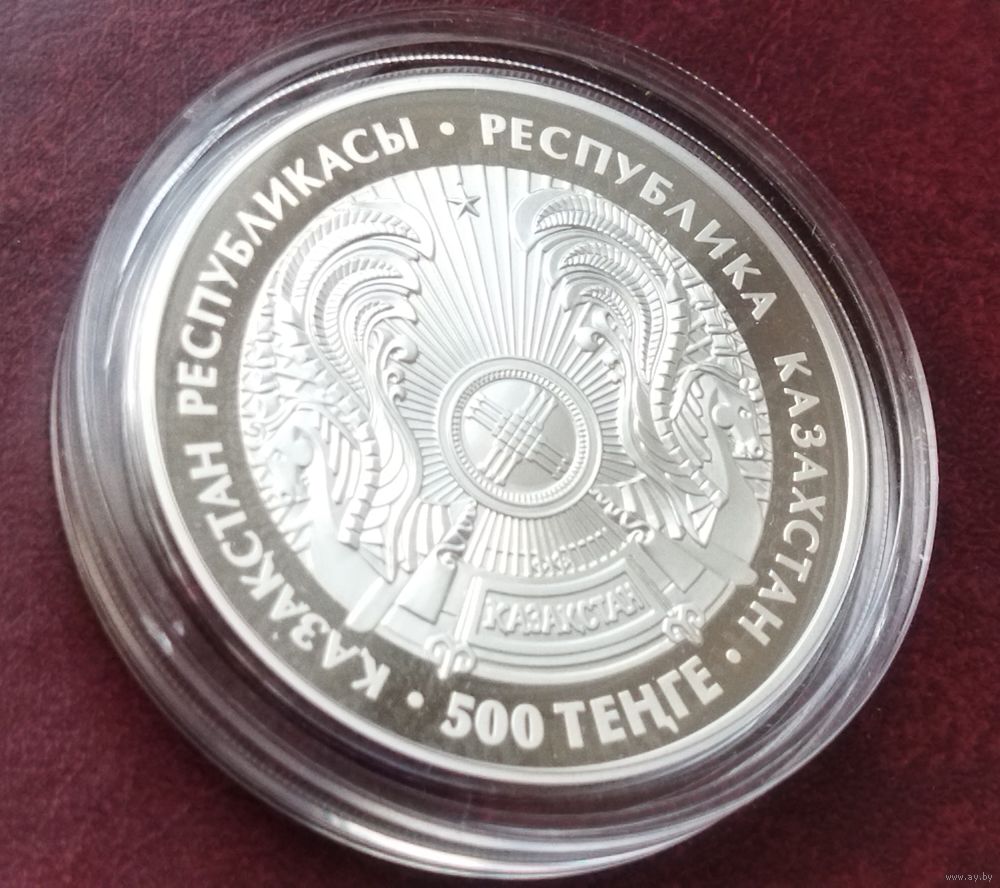 ҚАЗАҚСТАН РЕСПУБЛИКАСЫ • РЕСПУБЛИКА КАЗАХСТАН •
500 ТЕҢГЕ •
ҚАЗАҚСТАН
www.ay.by